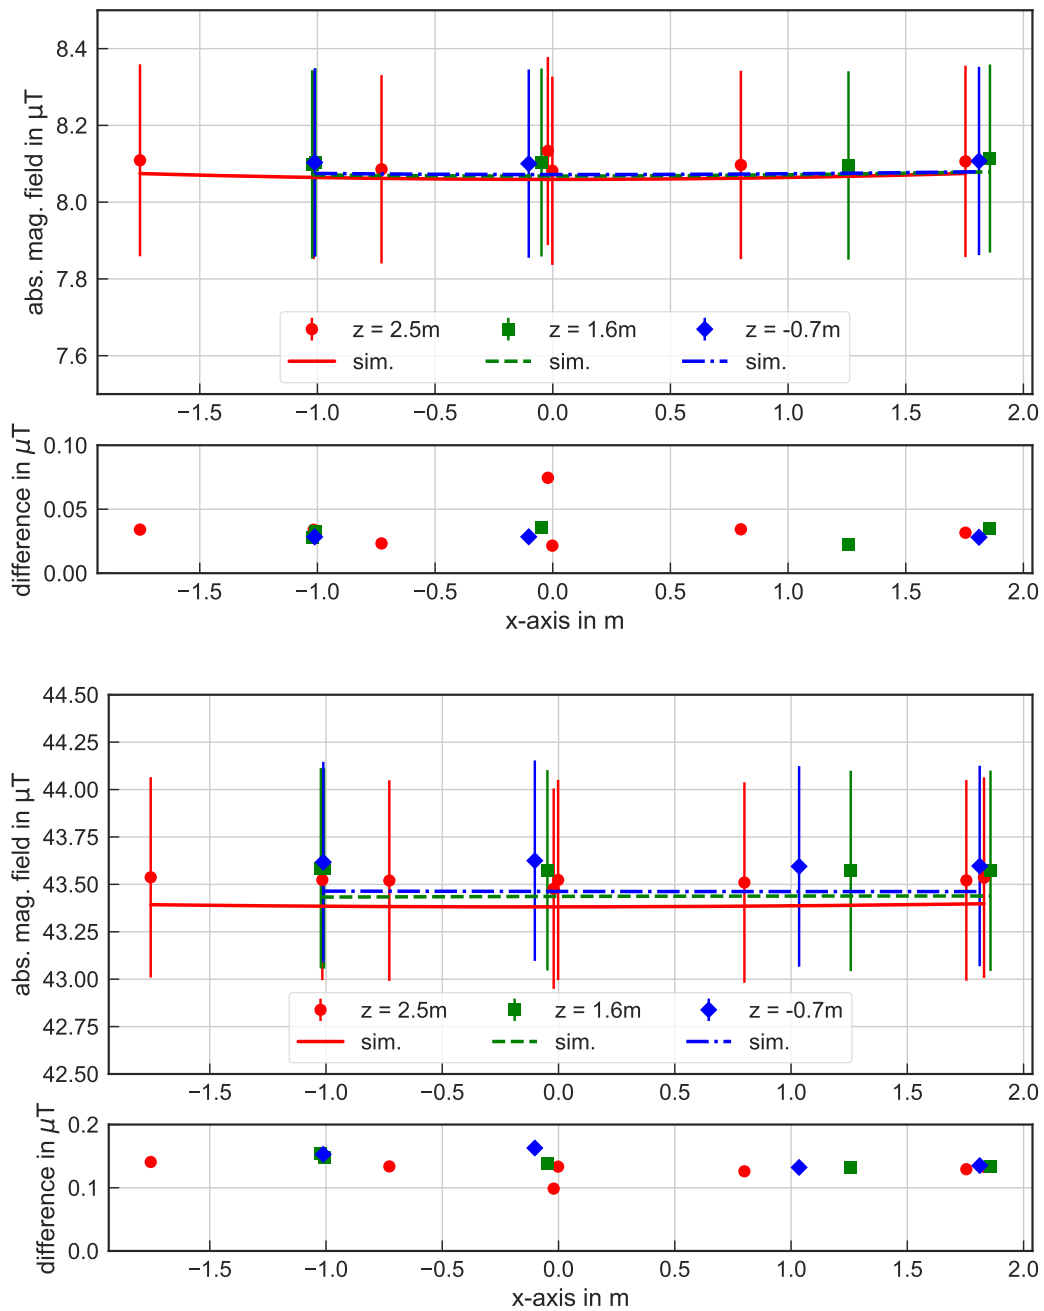 abs. mag. field in µT
8.4
8.2
8.0
7.8
7.6
z = 2.5m z = 1.6m z = -0.7m
sim. sim. sim.
−1.5 −1.0 −0.5 0.0 0.5 1.0 1.5 2.0
difference in µT
0.10
0.05
0.00
−1.5 −1.0 −0.5 0.0 0.5 1.0 1.5 2.0
x-axis in m
abs. mag. field in µT
44.50
44.25
44.00
43.75
43.50
43.25
43.00
42.75
42.50
z = 2.5m z = 1.6m z = -0.7m
sim. sim. sim.
−1.5 −1.0 −0.5 0.0 0.5 1.0 1.5 2.0
difference in µT
0.2
0.1
0.0
−1.5 −1.0 −0.5 0.0 0.5 1.0 1.5 2.0
x-axis in m